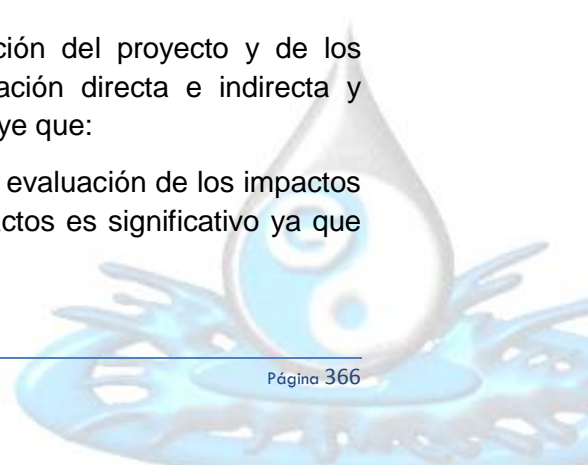 ción del proyecto y de los
ación directa e indirecta y
ye que:
evaluación de los impactos
ctos es significativo ya que
Página 366